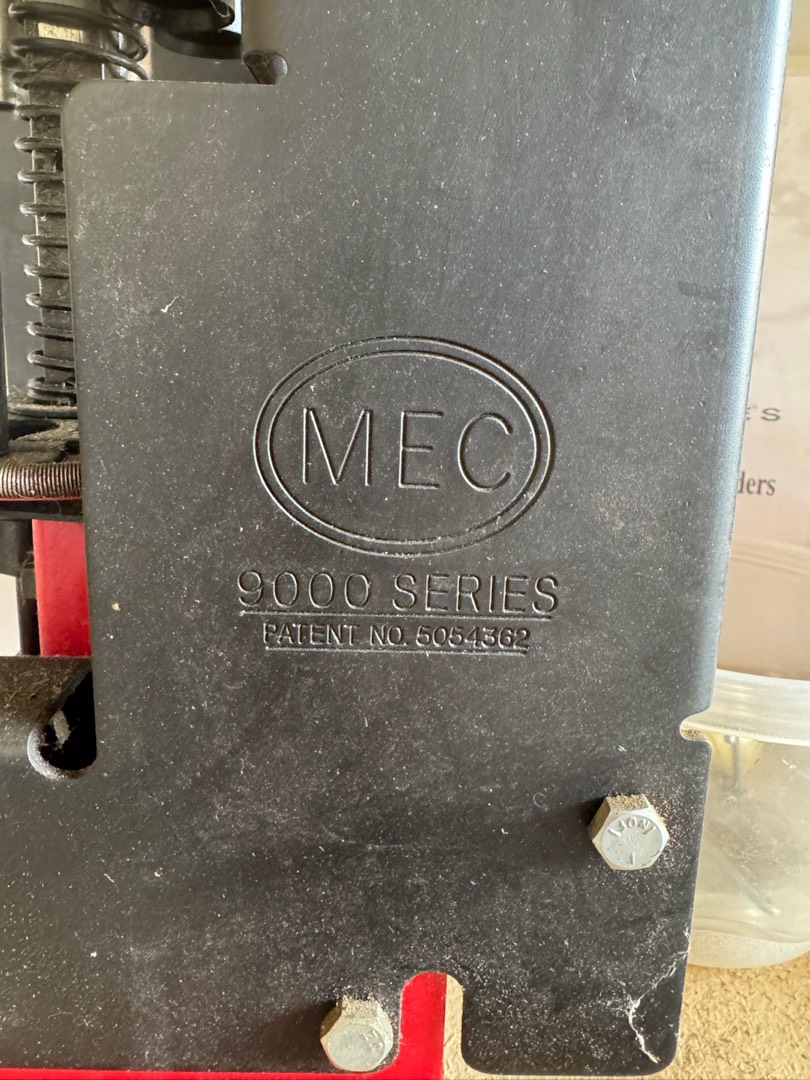 MEC
9000 SERIES
PATENT NO. 5054362
E'S
ders